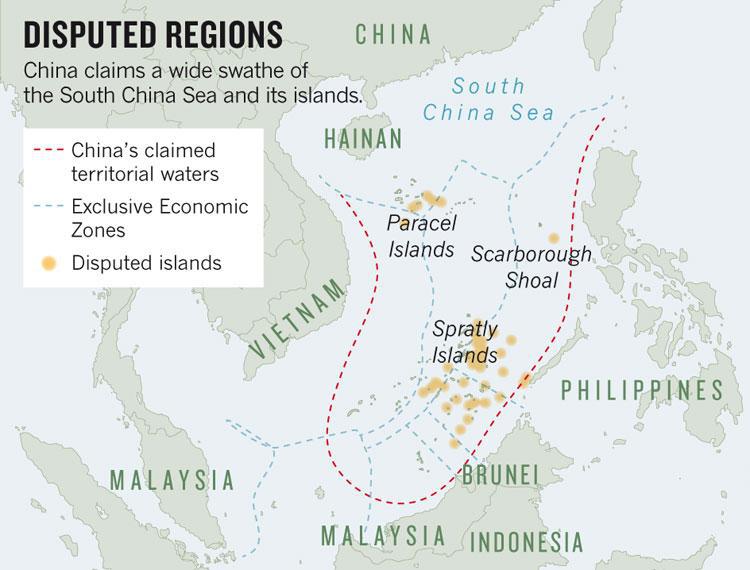 DISPUTED REGIONS
China claims a wide swathe of
the South China Sea and its islands.
China's claimed
territorial waters
Exclusive Economic
Zones
Disputed islands
CHINA
South
China Sea
HAINAN
Paracel
Islands
Scarborough
Shoal
VIETNAM
Spratly
Islands
PHILIPPINES
MALAYSIA
BRUNEI
MALAYSIA
INDONESIA